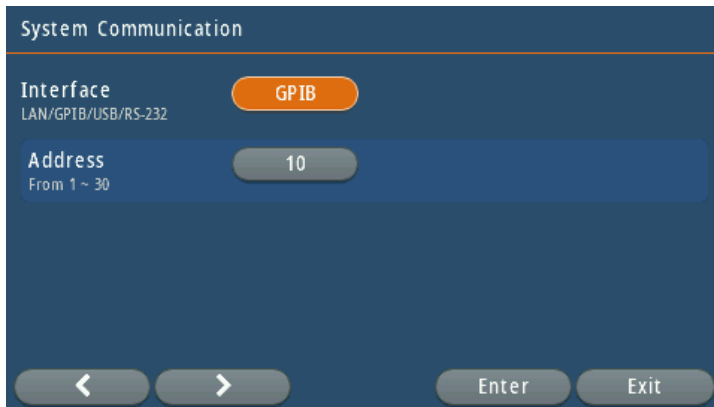 System Communication
Interface
GPIB
LAN/GPIB/USB/RS-232
Address
10
From 1 ~ 30
Enter
Exit